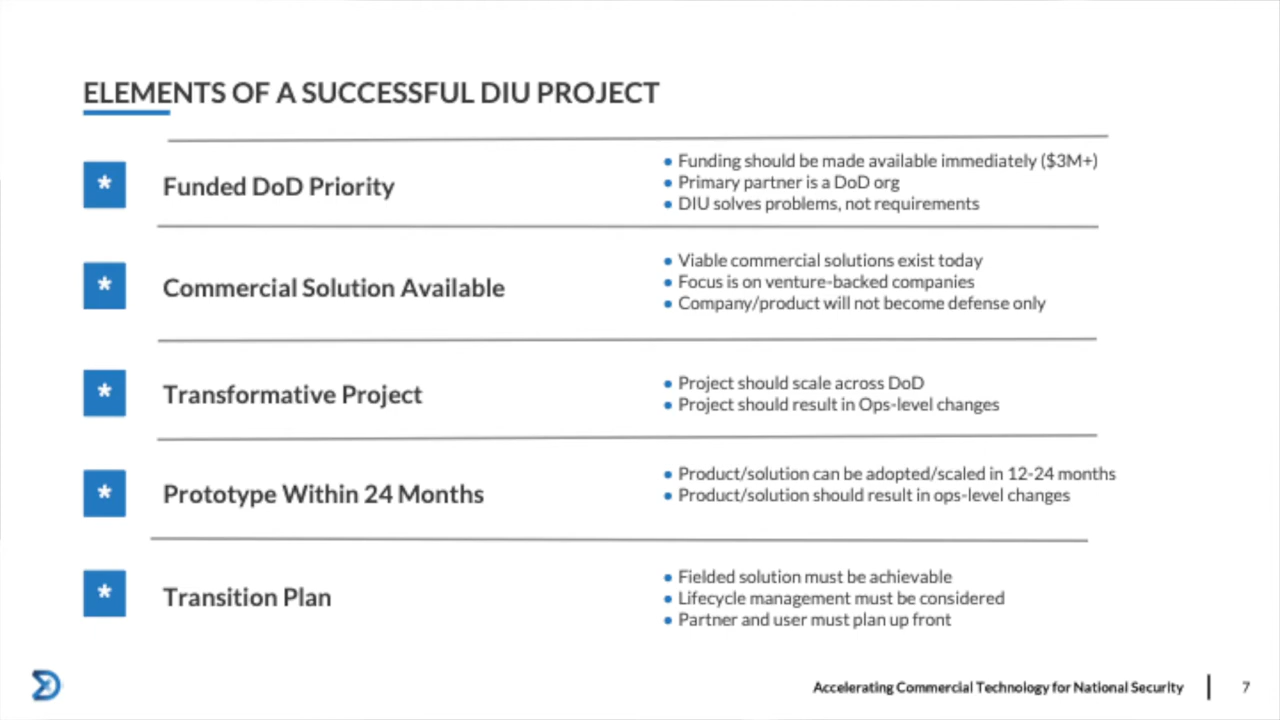 ELEMENTS OF A SUCCESSFUL DIU PROJECT
* Funded DoD Priority
• Funding should be made available immediately ($3M+)
• Primary partner is a DoD org
• DIU solves problems, not requirements
* Commercial Solution Available
• Viable commercial solutions exist today
• Focus is on venture-backed companies
• Company/product will not become defense only
* Transformative Project
• Project should scale across DoD
• Project should result in Ops-level changes
* Prototype Within 24 Months
• Product/solution can be adopted/scaled in 12-24 months
• Product/solution should result in ops-level changes
* Transition Plan
• Fielded solution must be achievable
• Lifecycle management must be considered
• Partner and user must plan up front
Accelerating Commercial Technology for National Security | 7